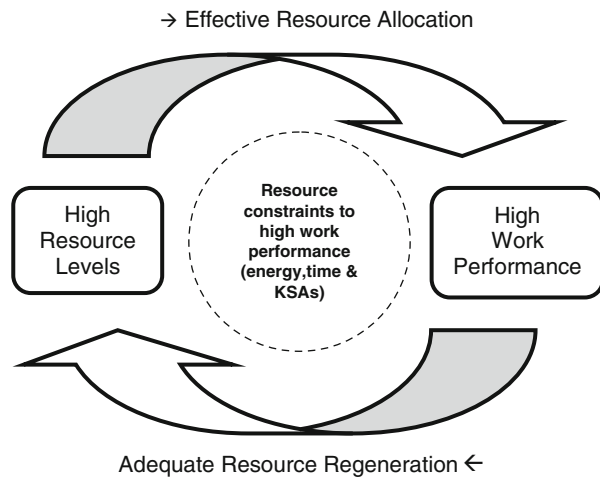 → Effective Resource Allocation
High
Resource
Levels
Resource
constraints to
high work
performance
(energy,time &
KSAs)
High
Work
Performance
Adequate Resource Regeneration ←